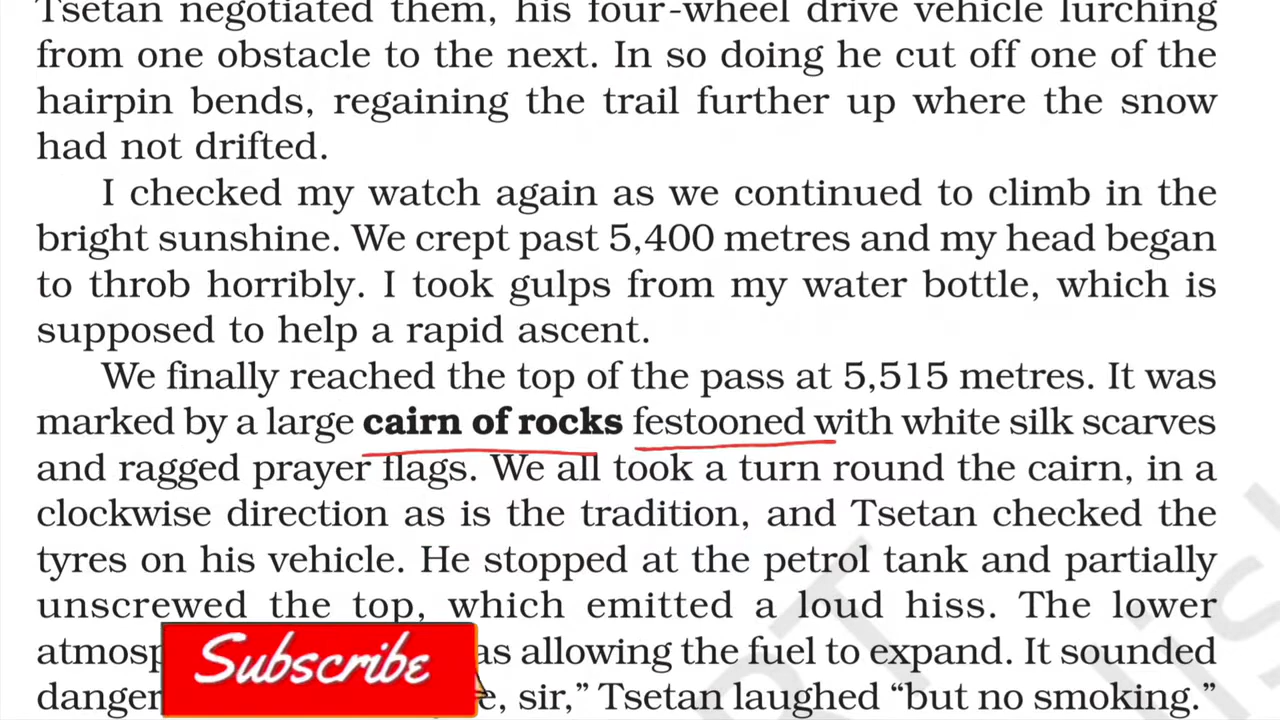 Tsetan negotiated them, his four-wheel drive vehicle lurching
from one obstacle to the next. In so doing he cut off one of the
hairpin bends, regaining the trail further up where the snow
had not drifted.
I checked my watch again as we continued to climb in the
bright sunshine. We crept past 5,400 metres and my head began
to throb horribly. I took gulps from my water bottle, which is
supposed to help a rapid ascent.
We finally reached the top of the pass at 5,515 metres. It was
marked by a large cairn of rocks festooned with white silk scarves
and ragged prayer flags. We all took a turn round the cairn, in a
clockwise direction as is the tradition, and Tsetan checked the
tyres on his vehicle. He stopped at the petrol tank and partially
unscrewed the top, which emitted a loud hiss. The lower
allowing the fuel to expand. It sounded
sir,” Tsetan laughed “but no smoking.”
Subscribe